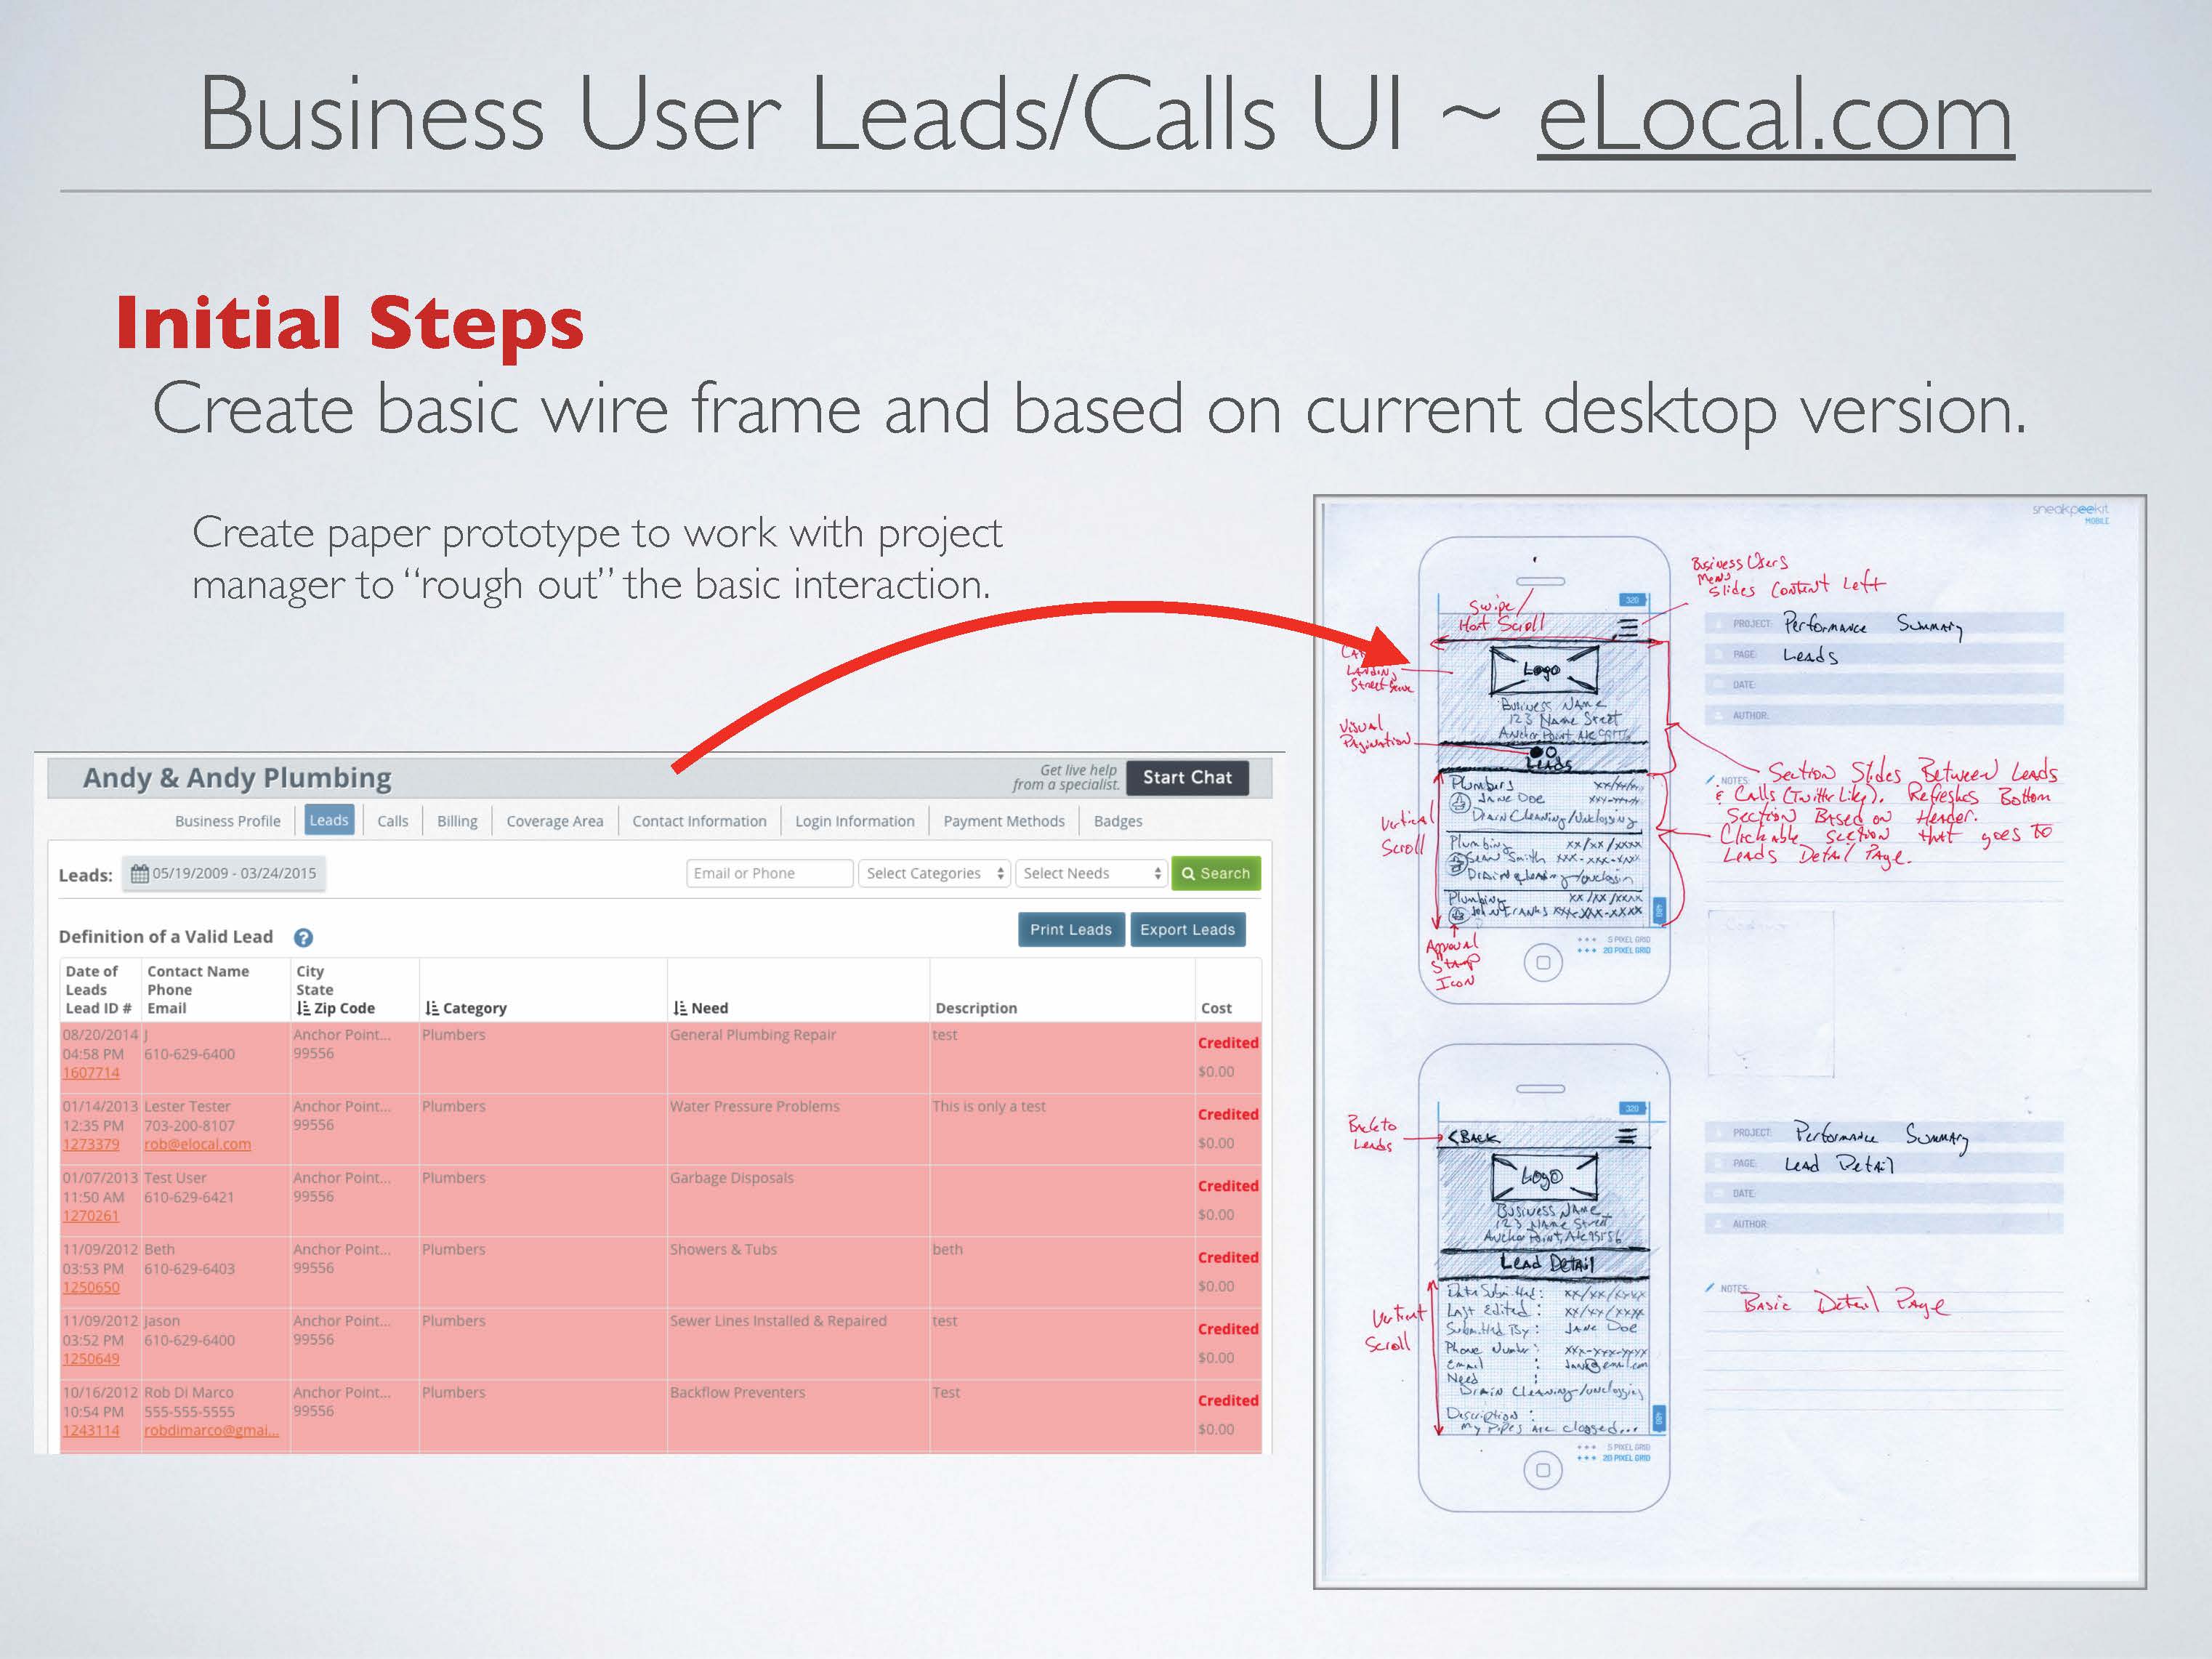 Business User Leads/Calls UI ~ eLocal.com
Initial Steps
Create basic wire frame and based on current desktop version.
Create paper prototype to work with project
manager to “rough out” the basic interaction.
Andy & Andy Plumbing
Get live help
from a specialist.
Start Chat
Business Profile Leads Calls Billing Coverage Area Contact Information Login Information Payment Methods Badges
Leads: 05/19/2009 - 03/24/2015 Email or Phone Select Categories Select Needs Search
Definition of a Valid Lead ? Print Leads Export Leads
Date of Contact Name City
Leads Phone State
Lead ID # Email Zip Code Category Need Description Cost
08/20/2014 J Anchor Point... Plumbers General Plumbing Repair test Credited
04:58 PM 610-629-6400 99556
1607714 $0.00
01/14/2013 Lester Tester Anchor Point... Plumbers Water Pressure Problems This is only a test Credited
12:35 PM 703-200-8107 99556
1273379 rob@elocal.com $0.00
01/07/2013 Test User Anchor Point... Plumbers Garbage Disposals Credited
11:50 AM 610-629-6421 99556
1270261 $0.00
11/09/2012 Beth Anchor Point... Plumbers Showers & Tubs beth Credited
03:53 PM 610-629-6403 99556
1250650 $0.00
11/09/2012 Jason Anchor Point... Plumbers Sewer Lines Installed & Repaired test Credited
03:52 PM 610-629-6400 99556
1250649 $0.00
10/16/2012 Rob Di Marco Anchor Point... Plumbers Backflow Preventers Test Credited
10:54 PM 555-555-5555 99556
1243114 robdimarco@gmai... $0.00
sneakpeekit
MOBILE
Business Users
Menu
Slides Content Left
320
Swipe/
Scroll
Logo
Business Name
123 Name Street
Anchor Point
Visual
Pagination
Leads
Plumbers
Jane Doe
Drain Cleaning/Unclogging
Plumbing xx/xx/xxxx
Sean Smith xxx-xxx-xxxx
Plumbing xx/xx/xxxx
xxx-xxx-xxxx
Vertical
Scroll
Approval
Stamp
Icon
480
5 PIXEL GRID
20 PIXEL GRID
PROJECT: Performance Summary
PAGE: Leads
DATE:
AUTHOR:
NOTES: Section Slides Between Leads
& Calls (Twitter Like). Refreshes Bottom
Section Based on Header.
Clickable Section that goes to
Leads Detail Page.
320
Back to
Leads
<Back
Logo
Business Name
123 Name Street
Anchor Point, AK
Lead Detail
Date Submitted: xx/xx/xxxx
Last Edited: xx/xx/xxxx
Submitted By: Jane Doe
Phone Number: xxx-xxx-xxxx
Email :
Need :
Drain Cleaning/unclogging
Description :
My Pipes are clogged...
Vertical
Scroll
480
5 PIXEL GRID
20 PIXEL GRID
PROJECT: Performance Summary
PAGE: Lead Detail
DATE:
AUTHOR:
NOTES: Basic Detail Page